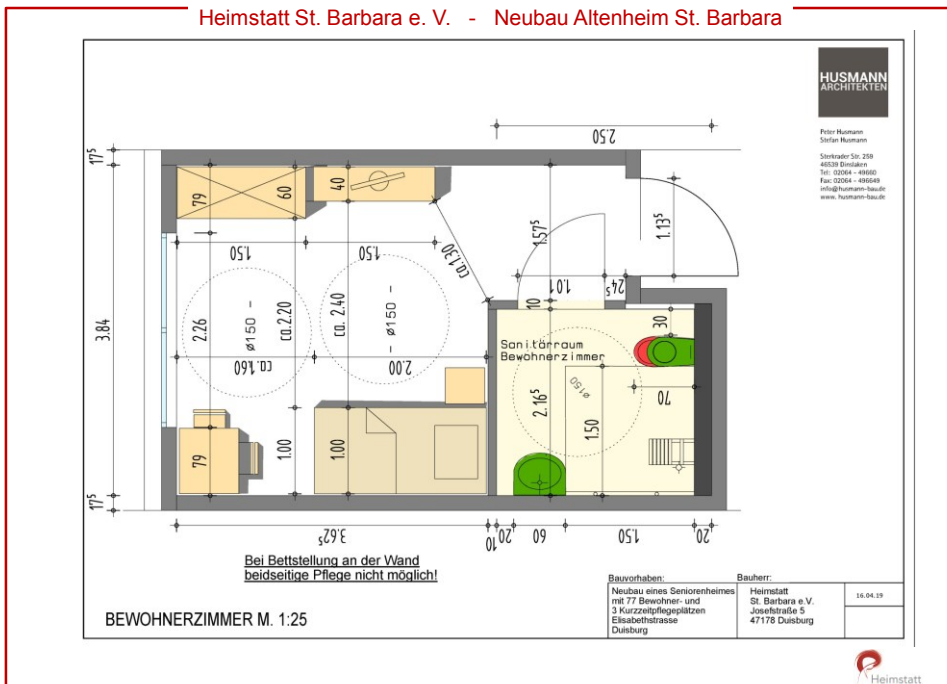 Heimstatt St. Barbara e. V. - Neubau Altenheim St. Barbara
HUSMANN
ARCHITEKTEN
Peter Husmann
Stefan Husmann
Sterkrader Str. 259
46539 Dinslaken
Tel: 02064 - 49660
Fax: 02064 - 496649
info@husmann-bau.de
www.husmann-bau.de
2.50
17⁵
79
60
40
1.57⁵
1.13⁵
1.50
1.50
ca.1.30
1.01
24⁵
10
3.84
2.26
ø150
ca.2.20
ca. 2.40
ø150
30
Sanitärraum
Bewohnerzimmer
ca.1.60
2.00
ø150
70
2.16⁵
1.50
79
1.00
1.00
17⁵
3.62⁵
10
20
60
1.50
20
Bei Bettstellung an der Wand
beidseitige Pflege nicht möglich!
BEWOHNERZIMMER M. 1:25
Bauvorhaben:
Bauherr:
Neubau eines Seniorenheimes
mit 77 Bewohner- und
3 Kurzzeitpflegeplätzen
Elisabethstrasse
Duisburg
Heimstatt
St. Barbara e.V.
Josefstraße 5
47178 Duisburg
16.04.19
Heimstatt